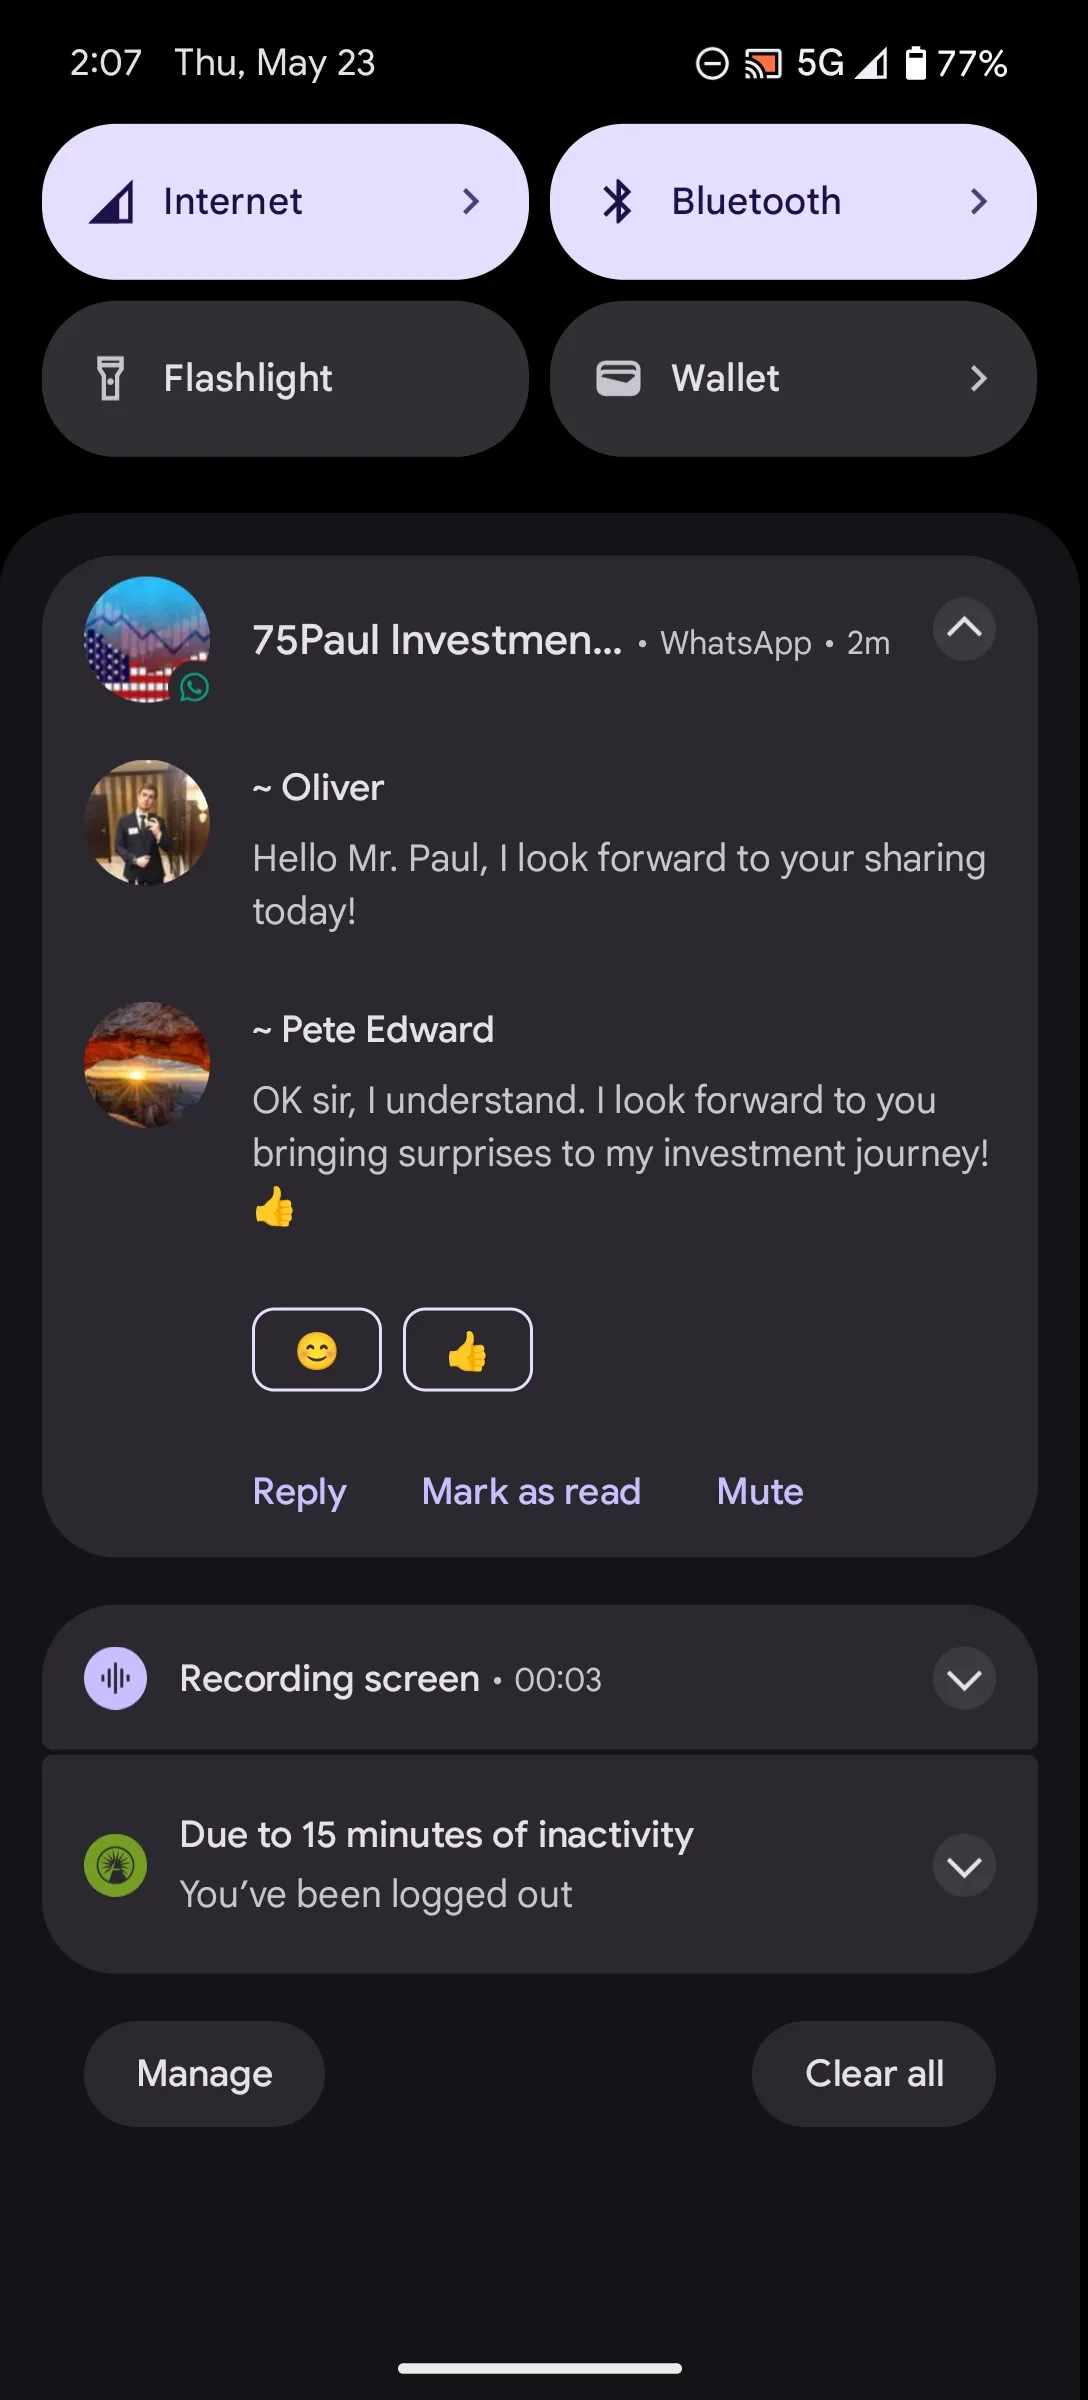 2:07 Thu, May 23 5G 77%
Internet
Bluetooth
Flashlight
Wallet
75Paul Investmen... • WhatsApp • 2m
~ Oliver
Hello Mr. Paul, I look forward to your sharing
today!
~ Pete Edward
OK sir, I understand. I look forward to you
bringing surprises to my investment journey!
👍
😊 👍
Reply Mark as read Mute
Recording screen • 00:03
Due to 15 minutes of inactivity
You’ve been logged out
Manage
Clear all